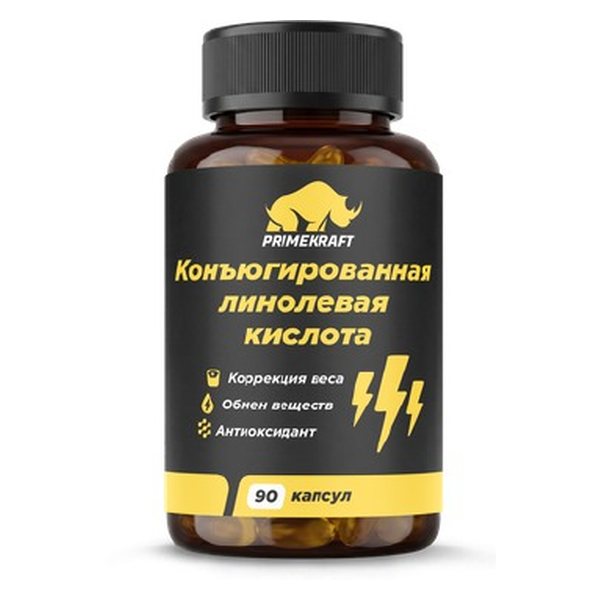 PRIMEKRAFT
Конъюгированная
линолевая
кислота
Коррекция веса
Обмен веществ
Антиоксидант
90 капсул